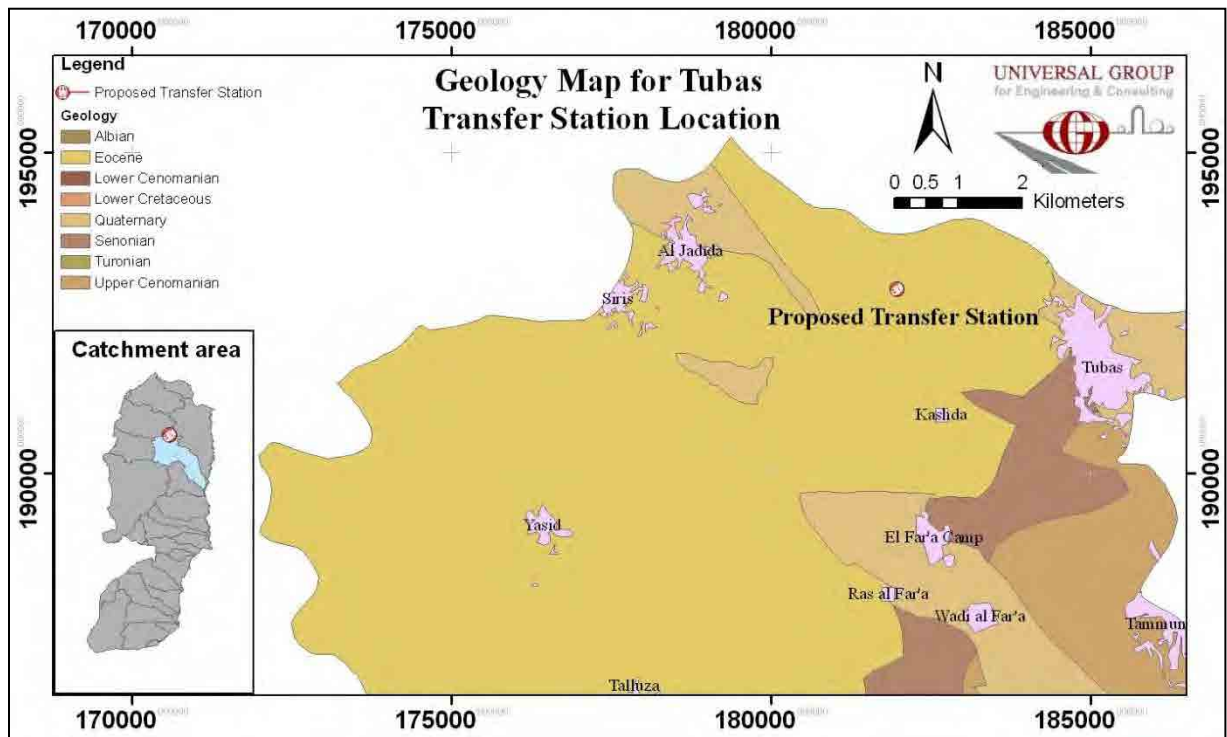 170000 175000 180000 185000
Legend
Proposed Transfer Station
Geology
Albian
Eocene
Lower Cenomanian
Lower Cretaceous
Quaternary
Senonian
Turonian
Upper Cenomanian
Geology Map for Tubas
Transfer Station Location
N
UNIVERSAL GROUP
for Engineering & Consulting
0 0.5 1 2
Kilometers
195000 195000
Al Jadida
Siris
Proposed Transfer Station
Tubas
Kashda
Catchment area
190000 190000
Yasid
El Far'a Camp
Ras al Far'a
Wadi al Far'a
Tammun
Talluza
170000 175000 180000 185000